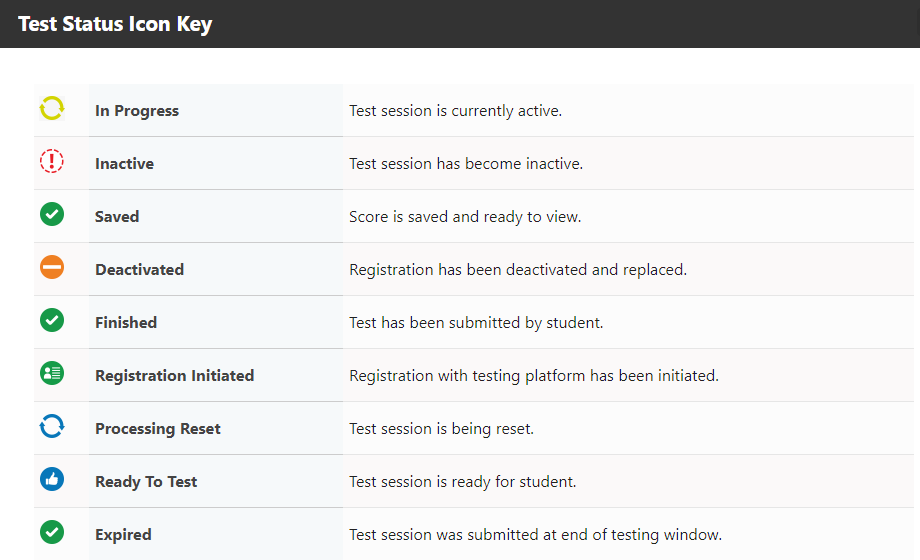 Test Status Icon Key
In Progress Test session is currently active.
Inactive Test session has become inactive.
Saved Score is saved and ready to view.
Deactivated Registration has been deactivated and replaced.
Finished Test has been submitted by student.
Registration Initiated Registration with testing platform has been initiated.
Processing Reset Test session is being reset.
Ready To Test Test session is ready for student.
Expired Test session was submitted at end of testing window.